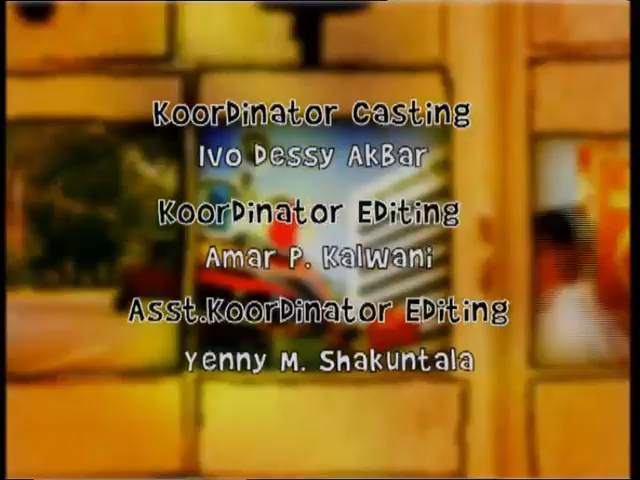 Koordinator Casting
Ivo Dessy Akbar
Koordinator Editing
Amar P. Kalwani
Asst.Koordinator Editing
Yenny M. Shakuntala